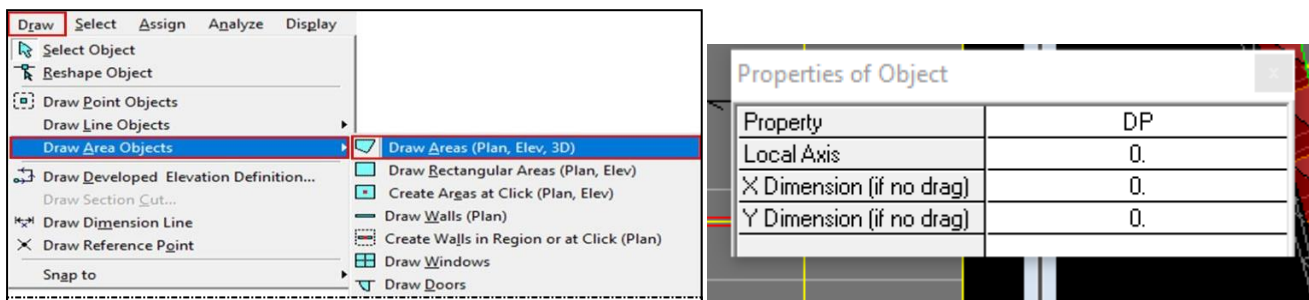 Draw Select Assign Analyze Display
Select Object
Reshape Object
Draw Point Objects
Draw Line Objects
Draw Area Objects
Draw Developed Elevation Definition...
Draw Section Cut...
Draw Dimension Line
Draw Reference Point
Snap to
Draw Areas (Plan, Elev, 3D)
Draw Rectangular Areas (Plan, Elev)
Create Areas at Click (Plan, Elev)
Draw Walls (Plan)
Create Walls in Region or at Click (Plan)
Draw Windows
Draw Doors
Properties of Object
x
Property DP
Local Axis 0.
X Dimension (if no drag) 0.
Y Dimension (if no drag) 0.